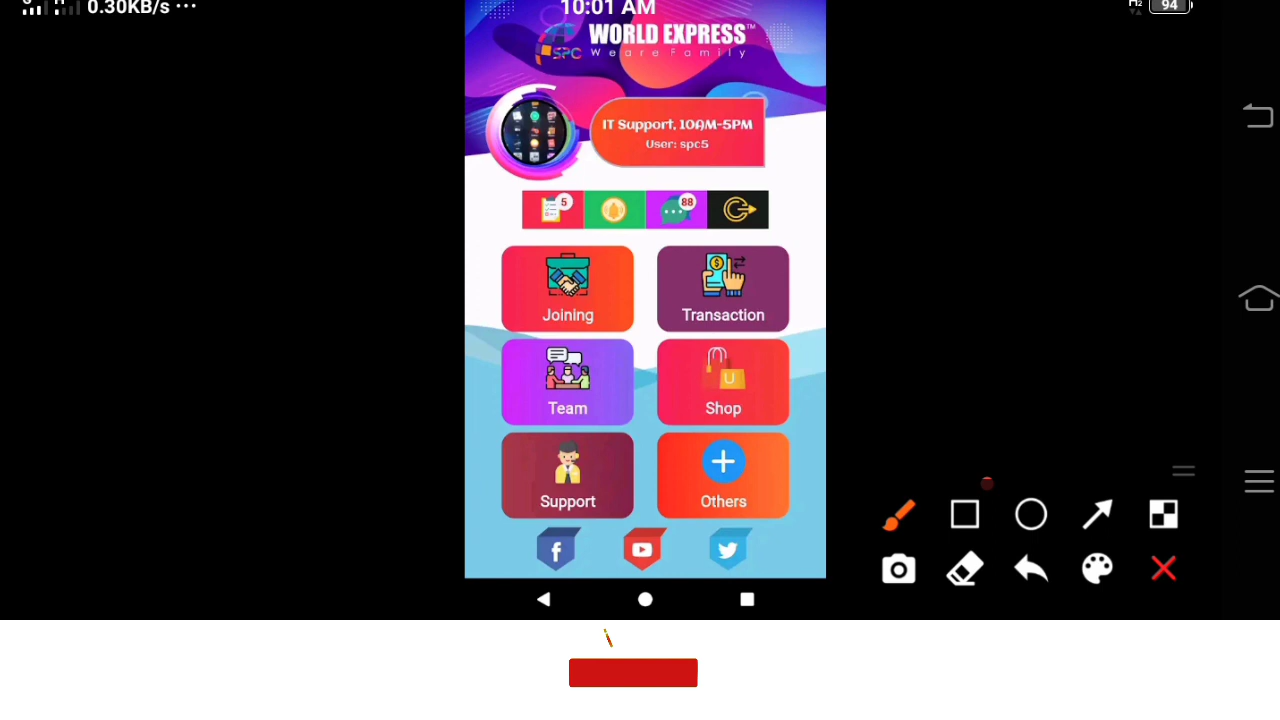 0.30KB/s ...
10:01 AM
94
SPC
WORLD EXPRESS™
We are Family
IT Support, 10AM-5PM
User: spc5
5
88
Joining
Transaction
Team
U
Shop
Support
Others